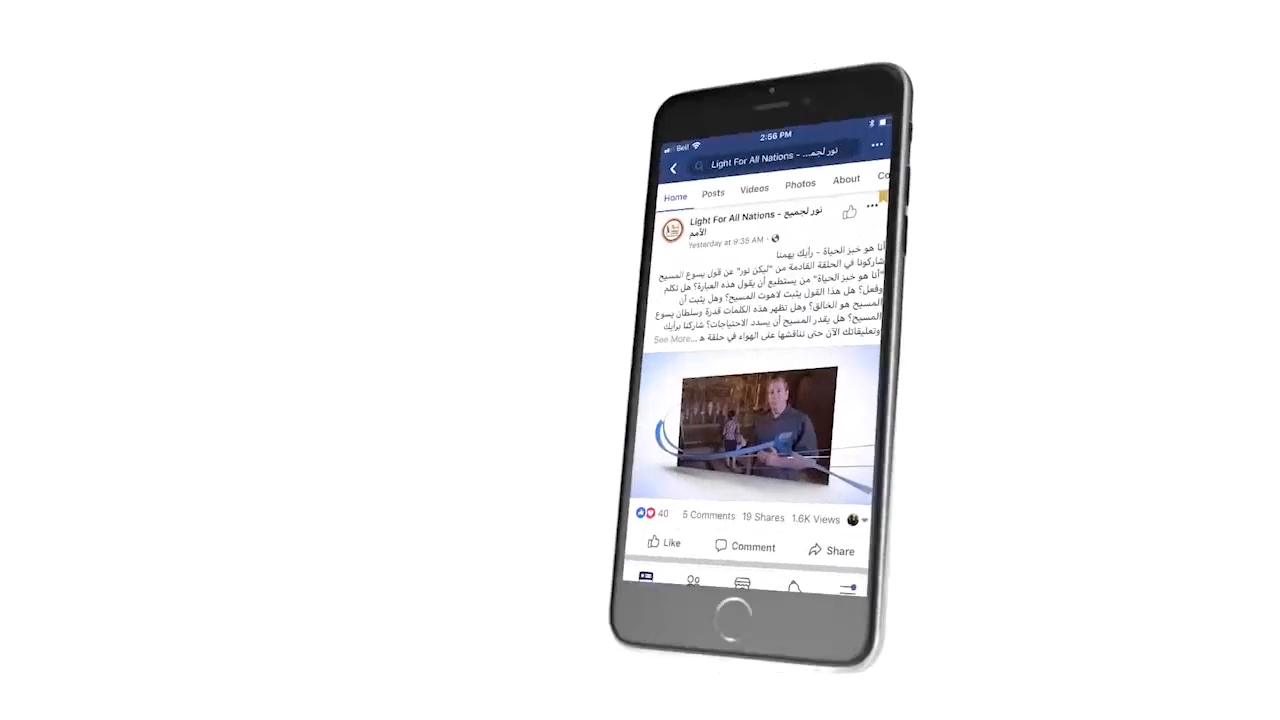 Bell
2:56 PM
Light For All Nations - نور لجمـ...
Home Posts Videos Photos About Co
Light For All Nations - نور لجميع
الأمم
Yesterday at 9:35 AM
أنا هو خبز الحياة - رأيك يهمنا
شاركونا في الحلقة القادمة من "ليكن نور" عن قول يسوع المسيح
"أنا هو خبز الحياة" من يستطيع أن يقول هذه العبارة؟ هل تكلم
وفعل؟ هل هذا القول يثبت لاهوت المسيح؟ وهل يثبت أن
المسيح هو الخالق؟ وهل تظهر هذه الكلمات قدرة وسلطان يسوع
المسيح؟ هل يقدر المسيح أن يسدد الاحتياجات؟ شاركنا برأيك
وتعليقاتك الآن حتى نناقشها على الهواء في حلقة ه... See More
40 5 Comments 19 Shares 1.6K Views
Like Comment Share